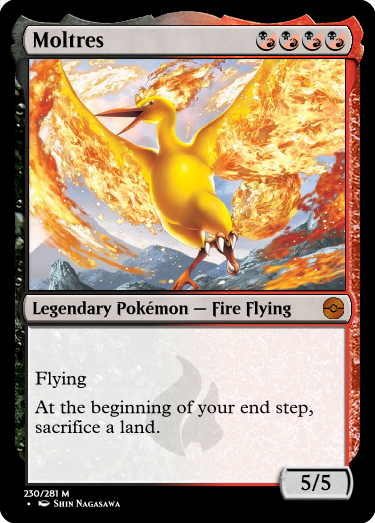 Moltres
Legendary Pokémon — Fire Flying
Flying
At the beginning of your end step,
sacrifice a land.
5/5
230/281 M
• Shin Nagasawa